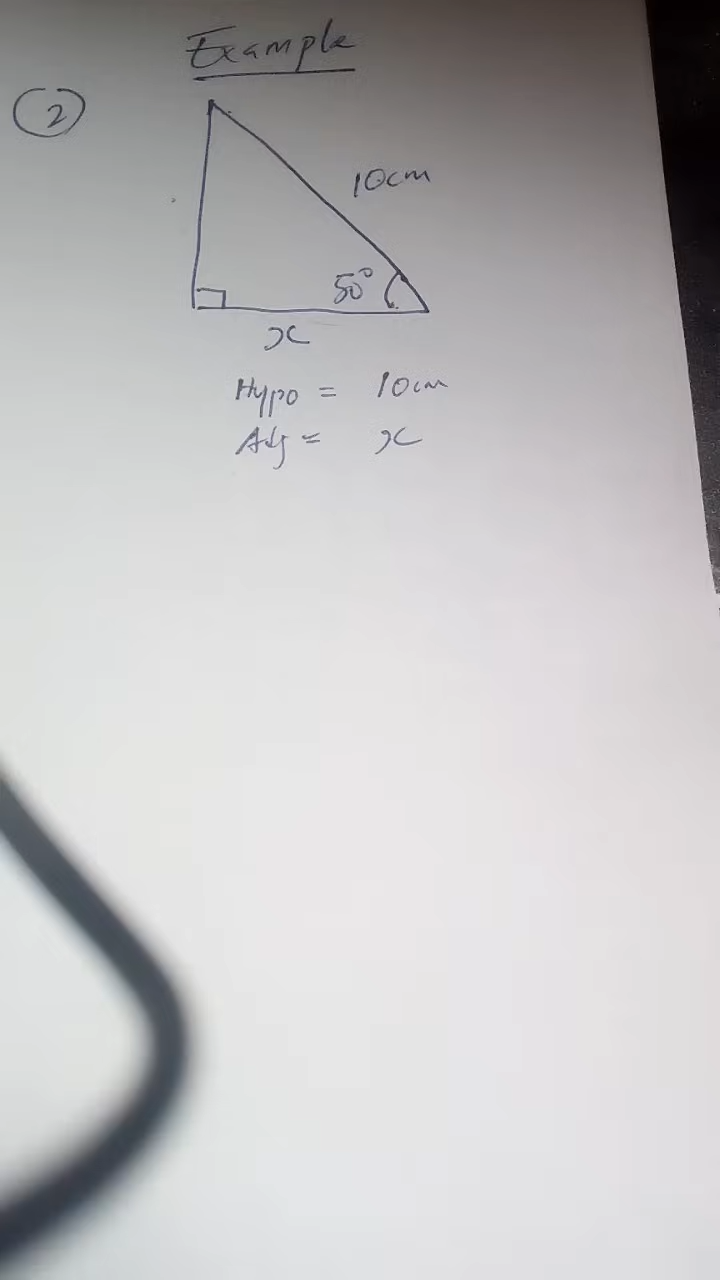 Example
2
10cm
50°
x
Hypo = 10cm
Adj = x